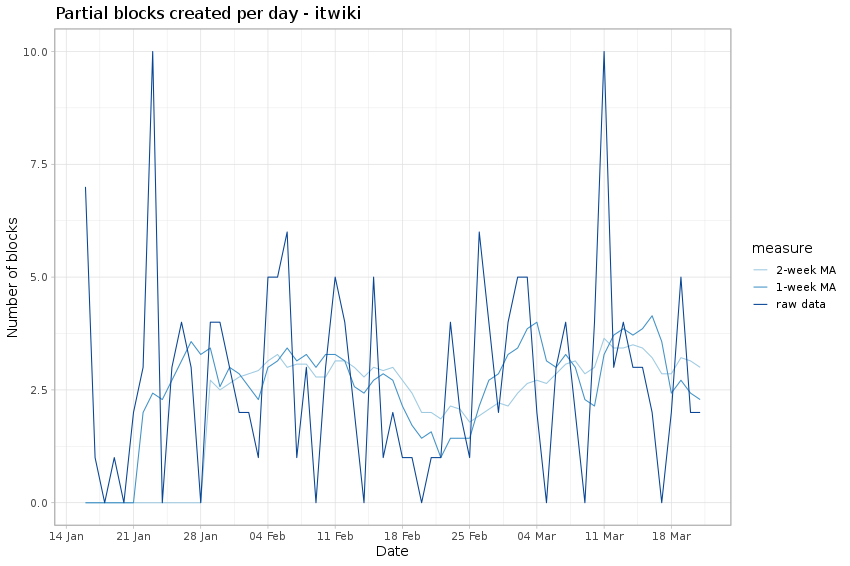 Partial blocks created per day - itwiki
10.0
7.5
5.0
2.5
0.0
Number of blocks
14 Jan 21 Jan 28 Jan 04 Feb 11 Feb 18 Feb 25 Feb 04 Mar 11 Mar 18 Mar
Date
measure
2-week MA
1-week MA
raw data